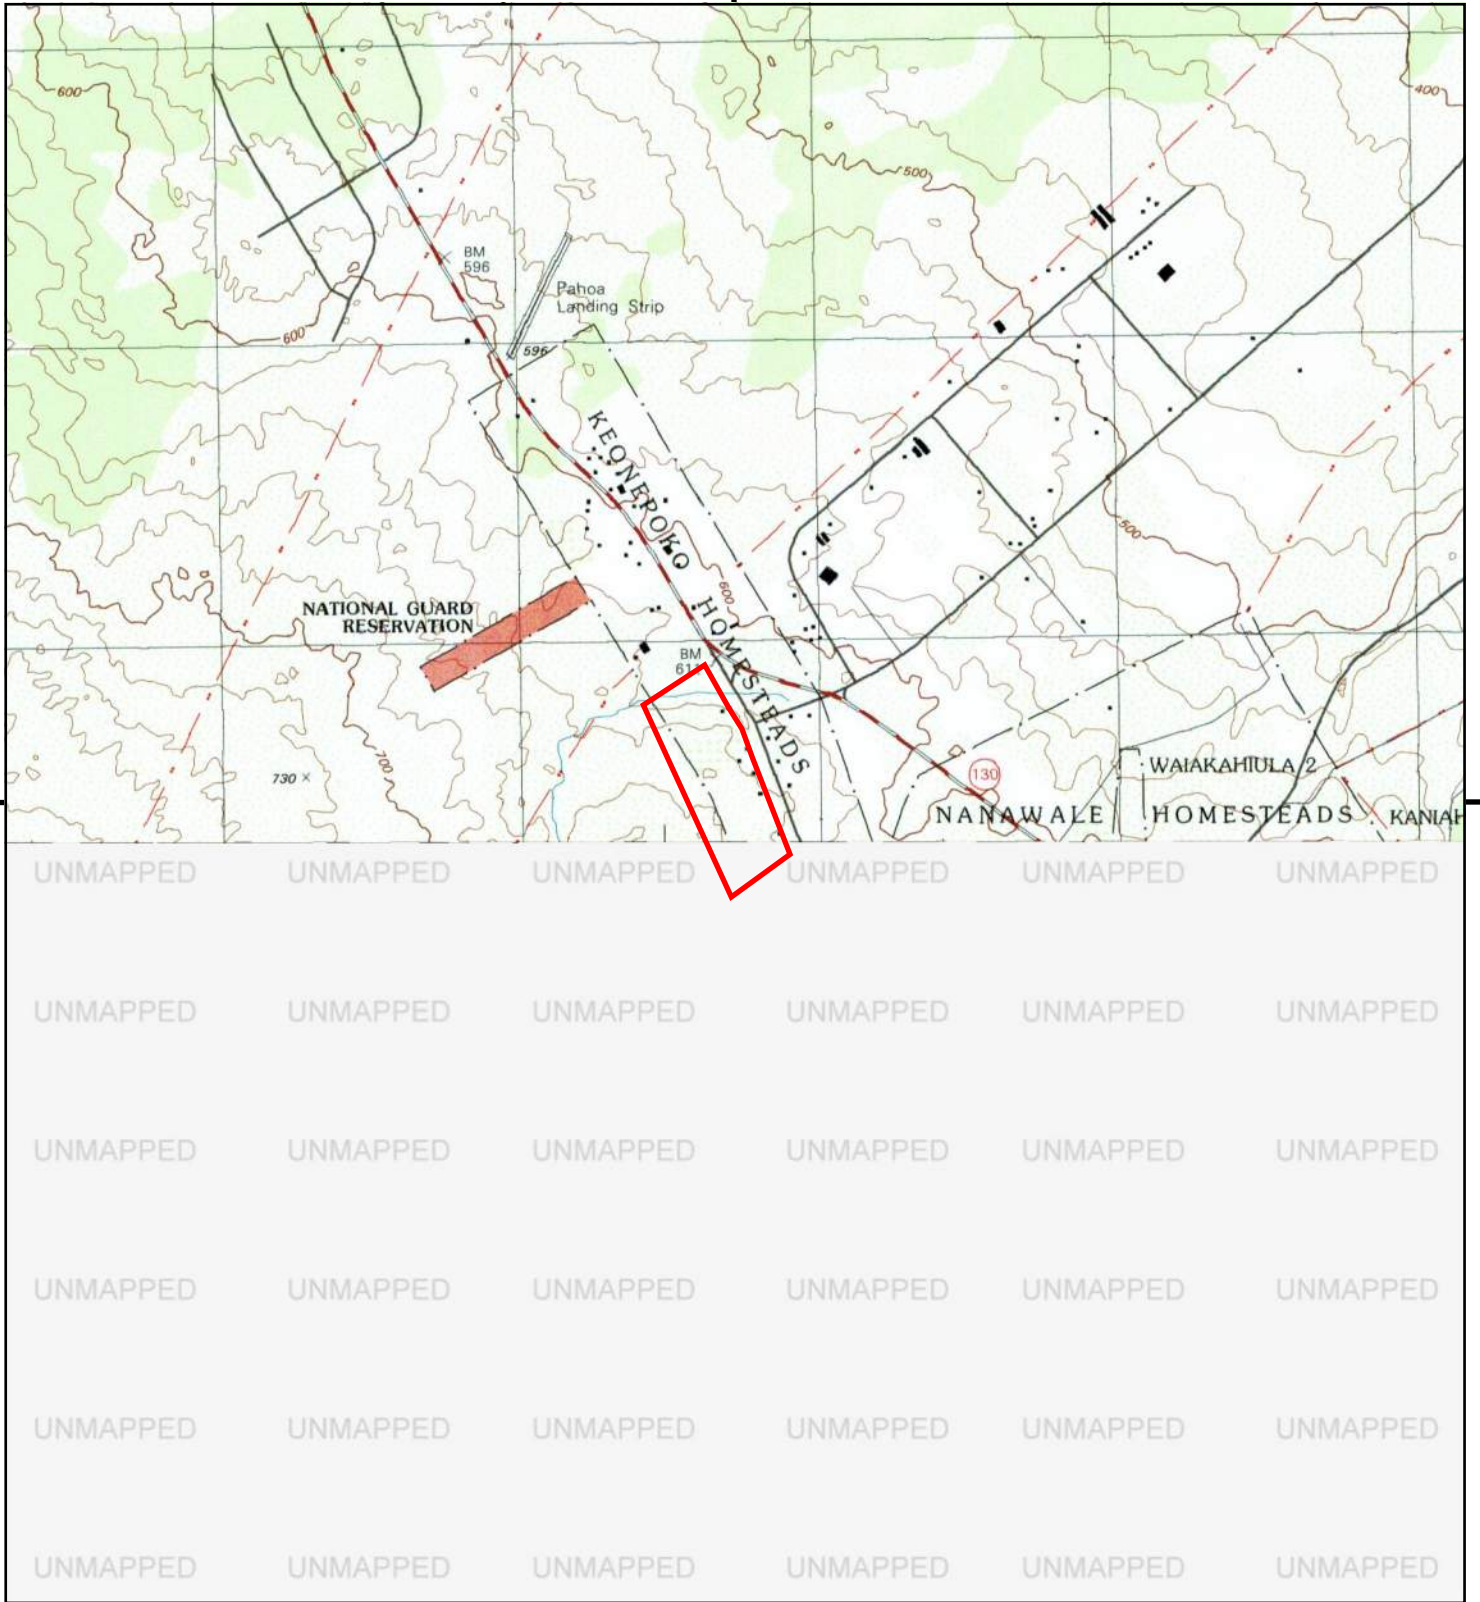 600
400
500
BM
596
Pahoa
Landing Strip
600
596
KEONEPOKO HOMESTEADS
500
600
NATIONAL GUARD
RESERVATION
BM
611
700
730
130
WAIAKAHIULA 2
NANAWALE HOMESTEADS
KANIAH
UNMAPPED UNMAPPED UNMAPPED UNMAPPED UNMAPPED UNMAPPED
UNMAPPED UNMAPPED UNMAPPED UNMAPPED UNMAPPED UNMAPPED
UNMAPPED UNMAPPED UNMAPPED UNMAPPED UNMAPPED UNMAPPED
UNMAPPED UNMAPPED UNMAPPED UNMAPPED UNMAPPED UNMAPPED
UNMAPPED UNMAPPED UNMAPPED UNMAPPED UNMAPPED UNMAPPED
UNMAPPED UNMAPPED UNMAPPED UNMAPPED UNMAPPED UNMAPPED